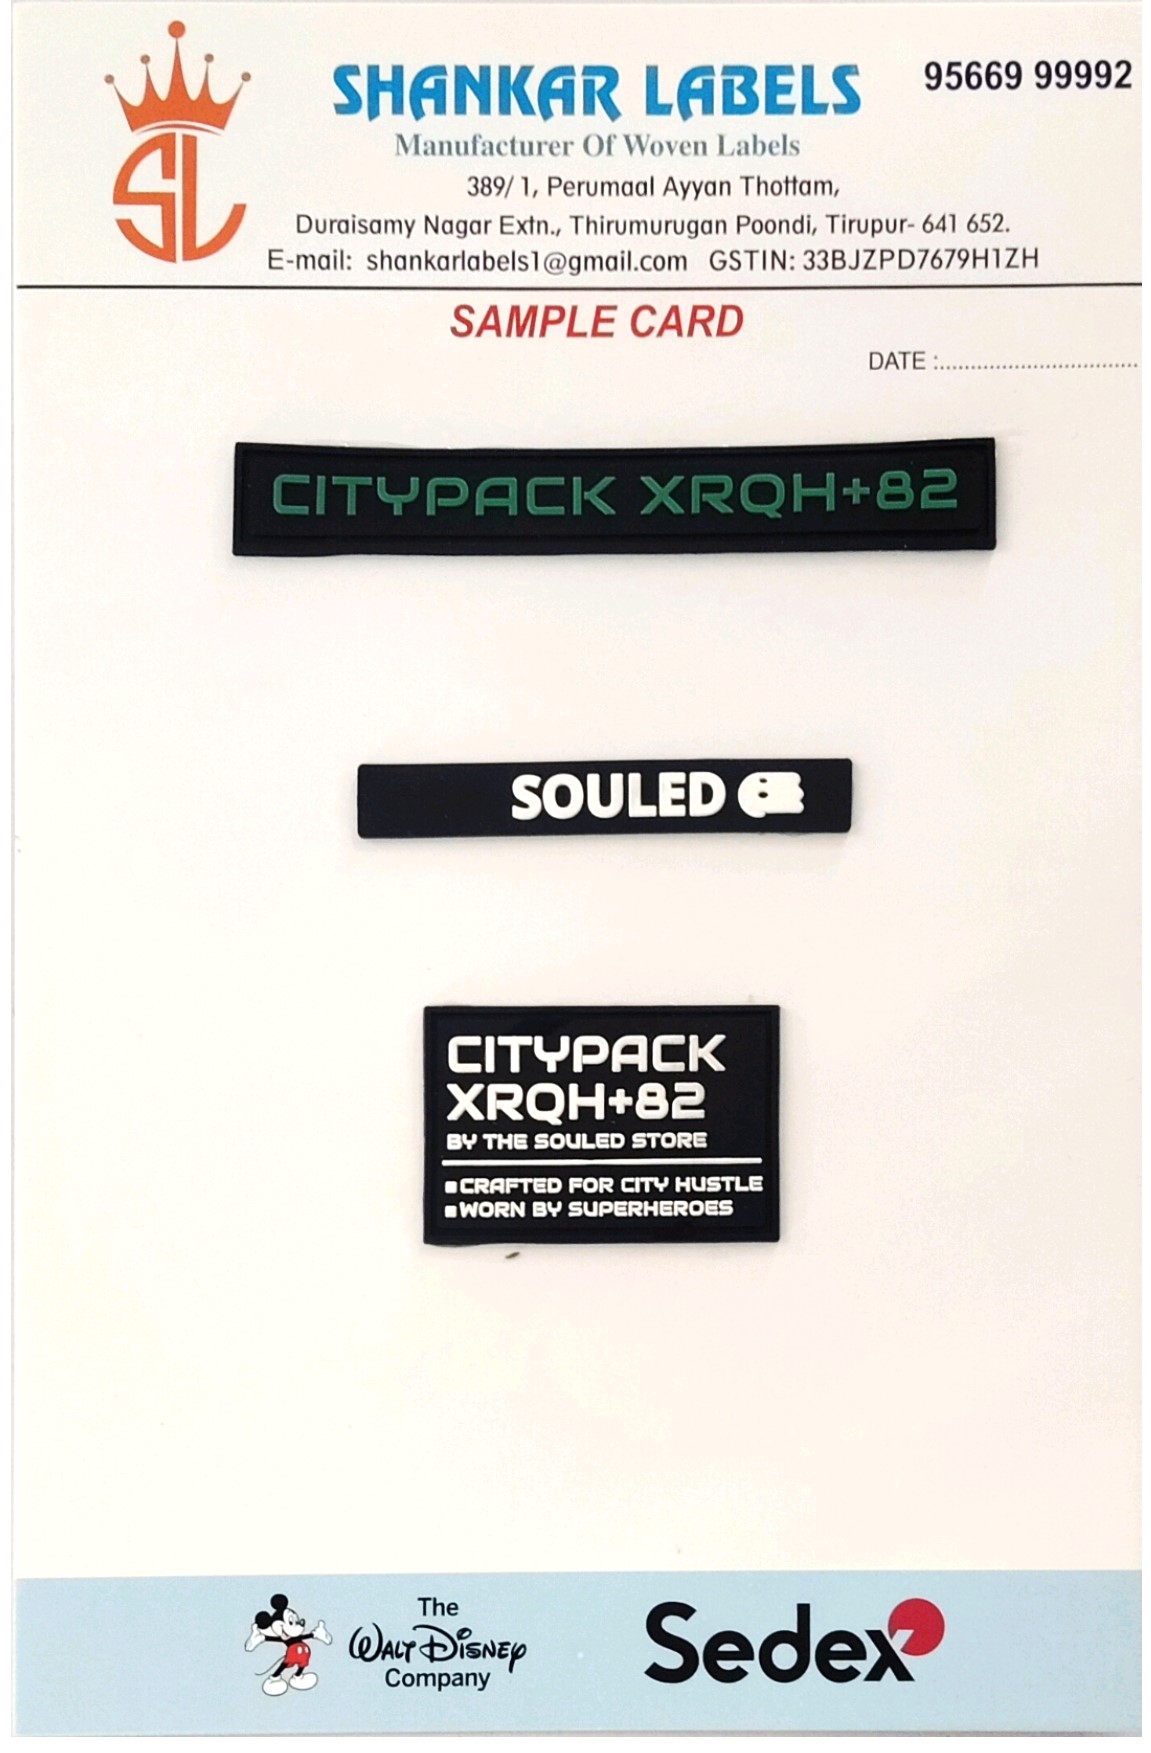 SHANKAR LABELS
95669 99992
Manufacturer Of Woven Labels
389/1, Perumaal Ayyan Thottam,
Duraisamy Nagar Extn., Thirumurugan Poondi, Tirupur- 641 652.
E-mail: shankarlabels1@gmail.com GSTIN: 33BJZPD7679H1ZH
SL
SAMPLE CARD
DATE :
CITYPACK XRQH+82
SOULED
CITYPACK
XRQH+82
BY THE SOULED STORE
CRAFTED FOR CITY HUSTLE
WORN BY SUPERHEROES
The
WALT DISNEY
Company
Sedex